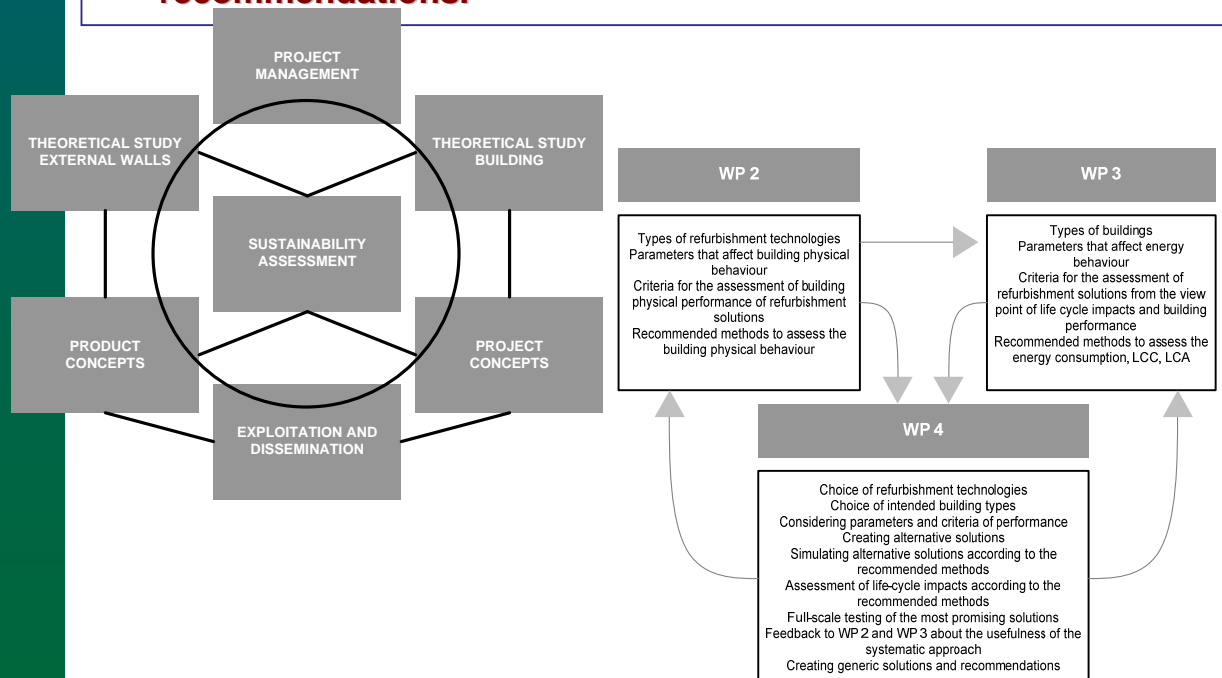 recommendations.
PROJECT
MANAGEMENT
THEORETICAL STUDY
EXTERNAL WALLS
THEORETICAL STUDY
BUILDING
SUSTAINABILITY
ASSESSMENT
PRODUCT
CONCEPTS
PROJECT
CONCEPTS
EXPLOITATION AND
DISSEMINATION
WP 2
Types of refurbishment technologies
Parameters that affect building physical
behaviour
Criteria for the assessment of building
physical performance of refurbishment
solutions
Recommended methods to assess the
building physical behaviour
WP 3
Types of buildings
Parameters that affect energy
behaviour
Criteria for the assessment of
refurbishment solutions from the view
point of life cycle impacts and building
performance
Recommended methods to assess the
energy consumption, LCC, LCA
WP 4
Choice of refurbishment technologies
Choice of intended building types
Considering parameters and criteria of performance
Creating alternative solutions
Simulating alternative solutions according to the
recommended methods
Assessment of life-cycle impacts according to the
recommended methods
Full-scale testing of the most promising solutions
Feedback to WP 2 and WP 3 about the usefulness of the
systematic approach
Creating generic solutions and recommendations